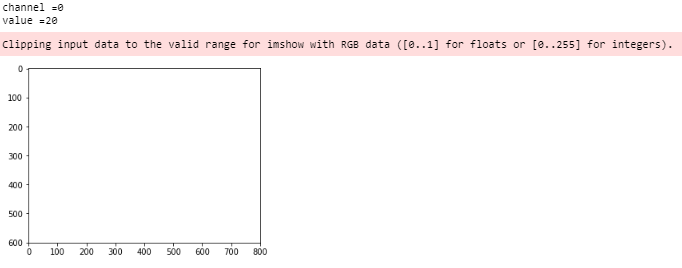 channel =0
value =20
Clipping input data to the valid range for imshow with RGB data ([0..1] for floats or [0..255] for integers).
0
100
200
300
400
500
600
0 100 200 300 400 500 600 700 800